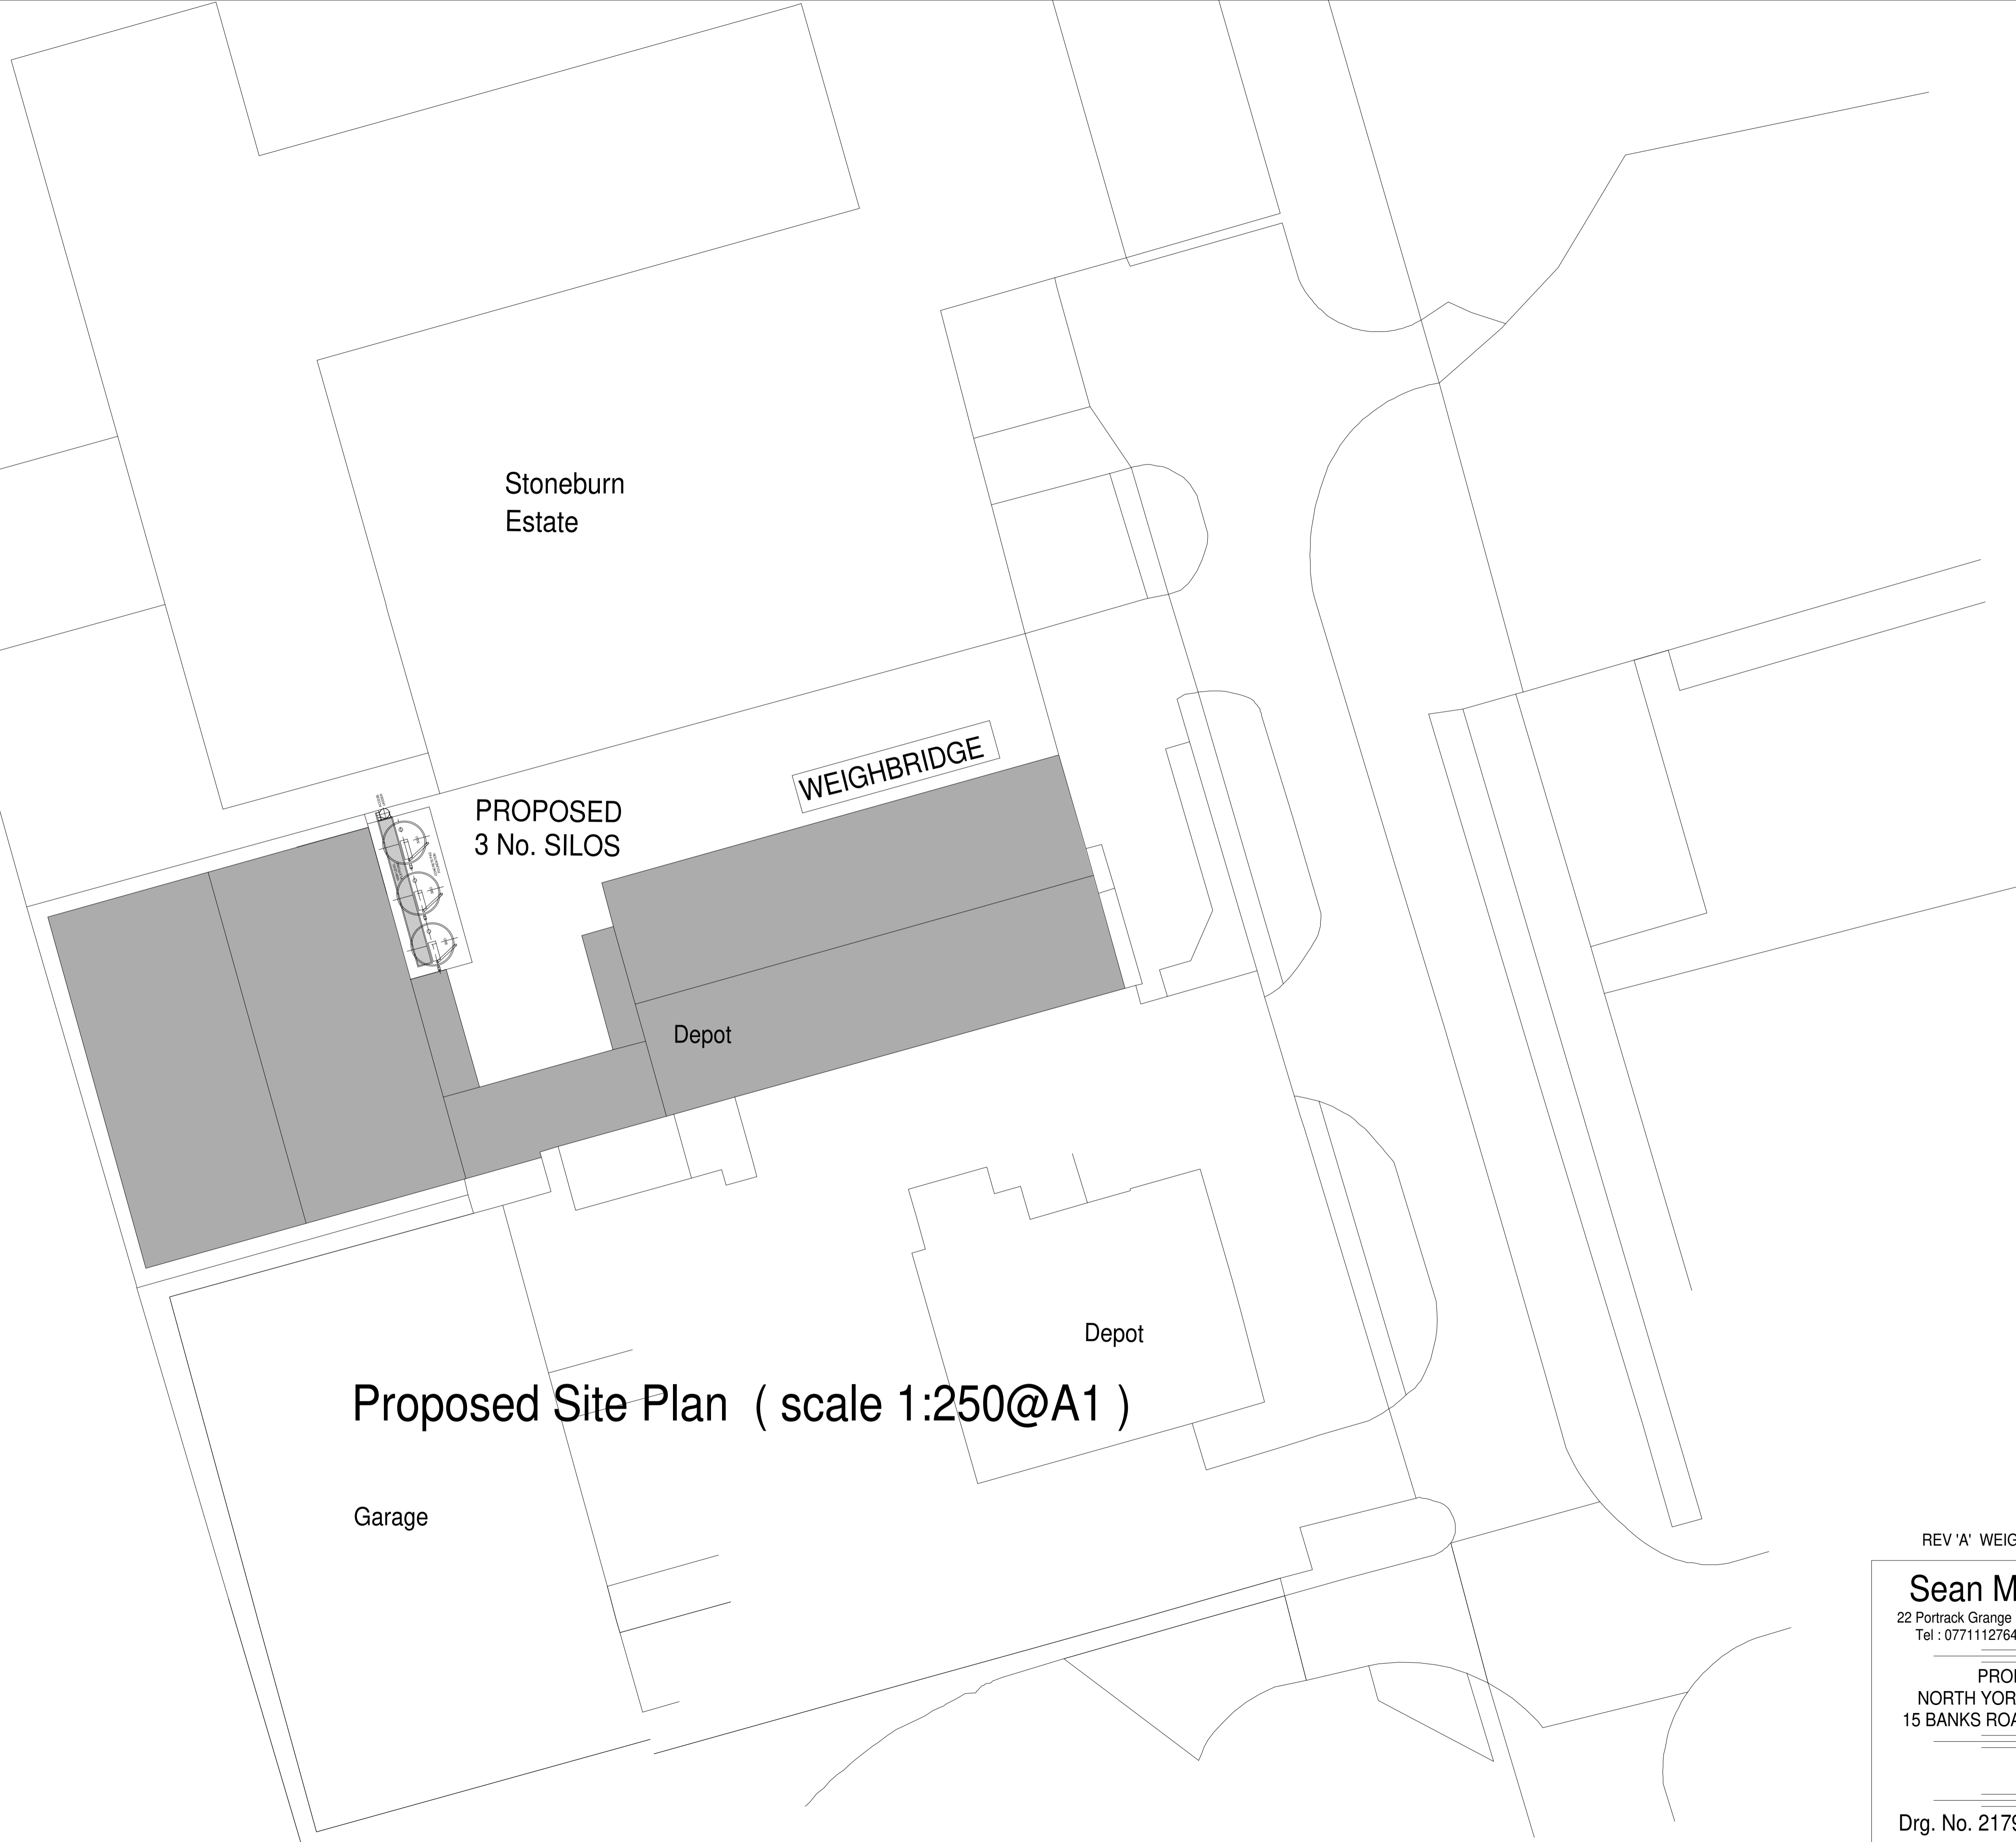 Stoneburn
Estate
WEIGHBRIDGE
PROPOSED
3 No. SILOS
Depot
Depot
Proposed Site Plan ( scale 1:250@A1 )
Garage
REV 'A' WEIG
Sean M
22 Portrack Grange
Tel : 0771112764
PRO
NORTH YOR
15 BANKS ROA
Drg. No. 2179